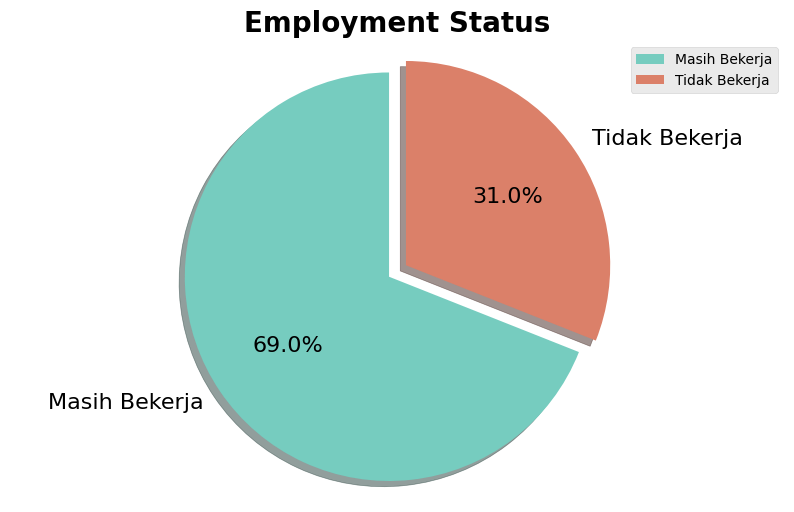 Employment Status
Masih Bekerja
Tidak Bekerja
Tidak Bekerja
31.0%
69.0%
Masih Bekerja